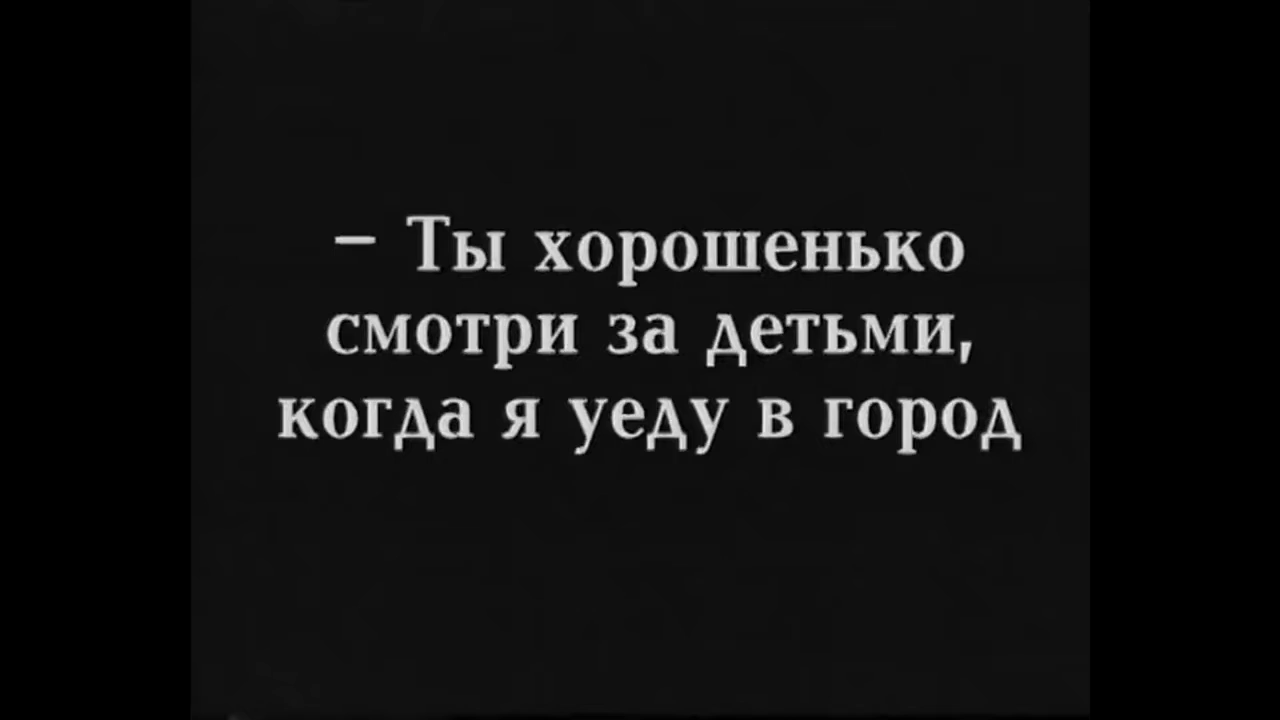 – Ты хорошенько
смотри за детьми,
когда я уеду в город